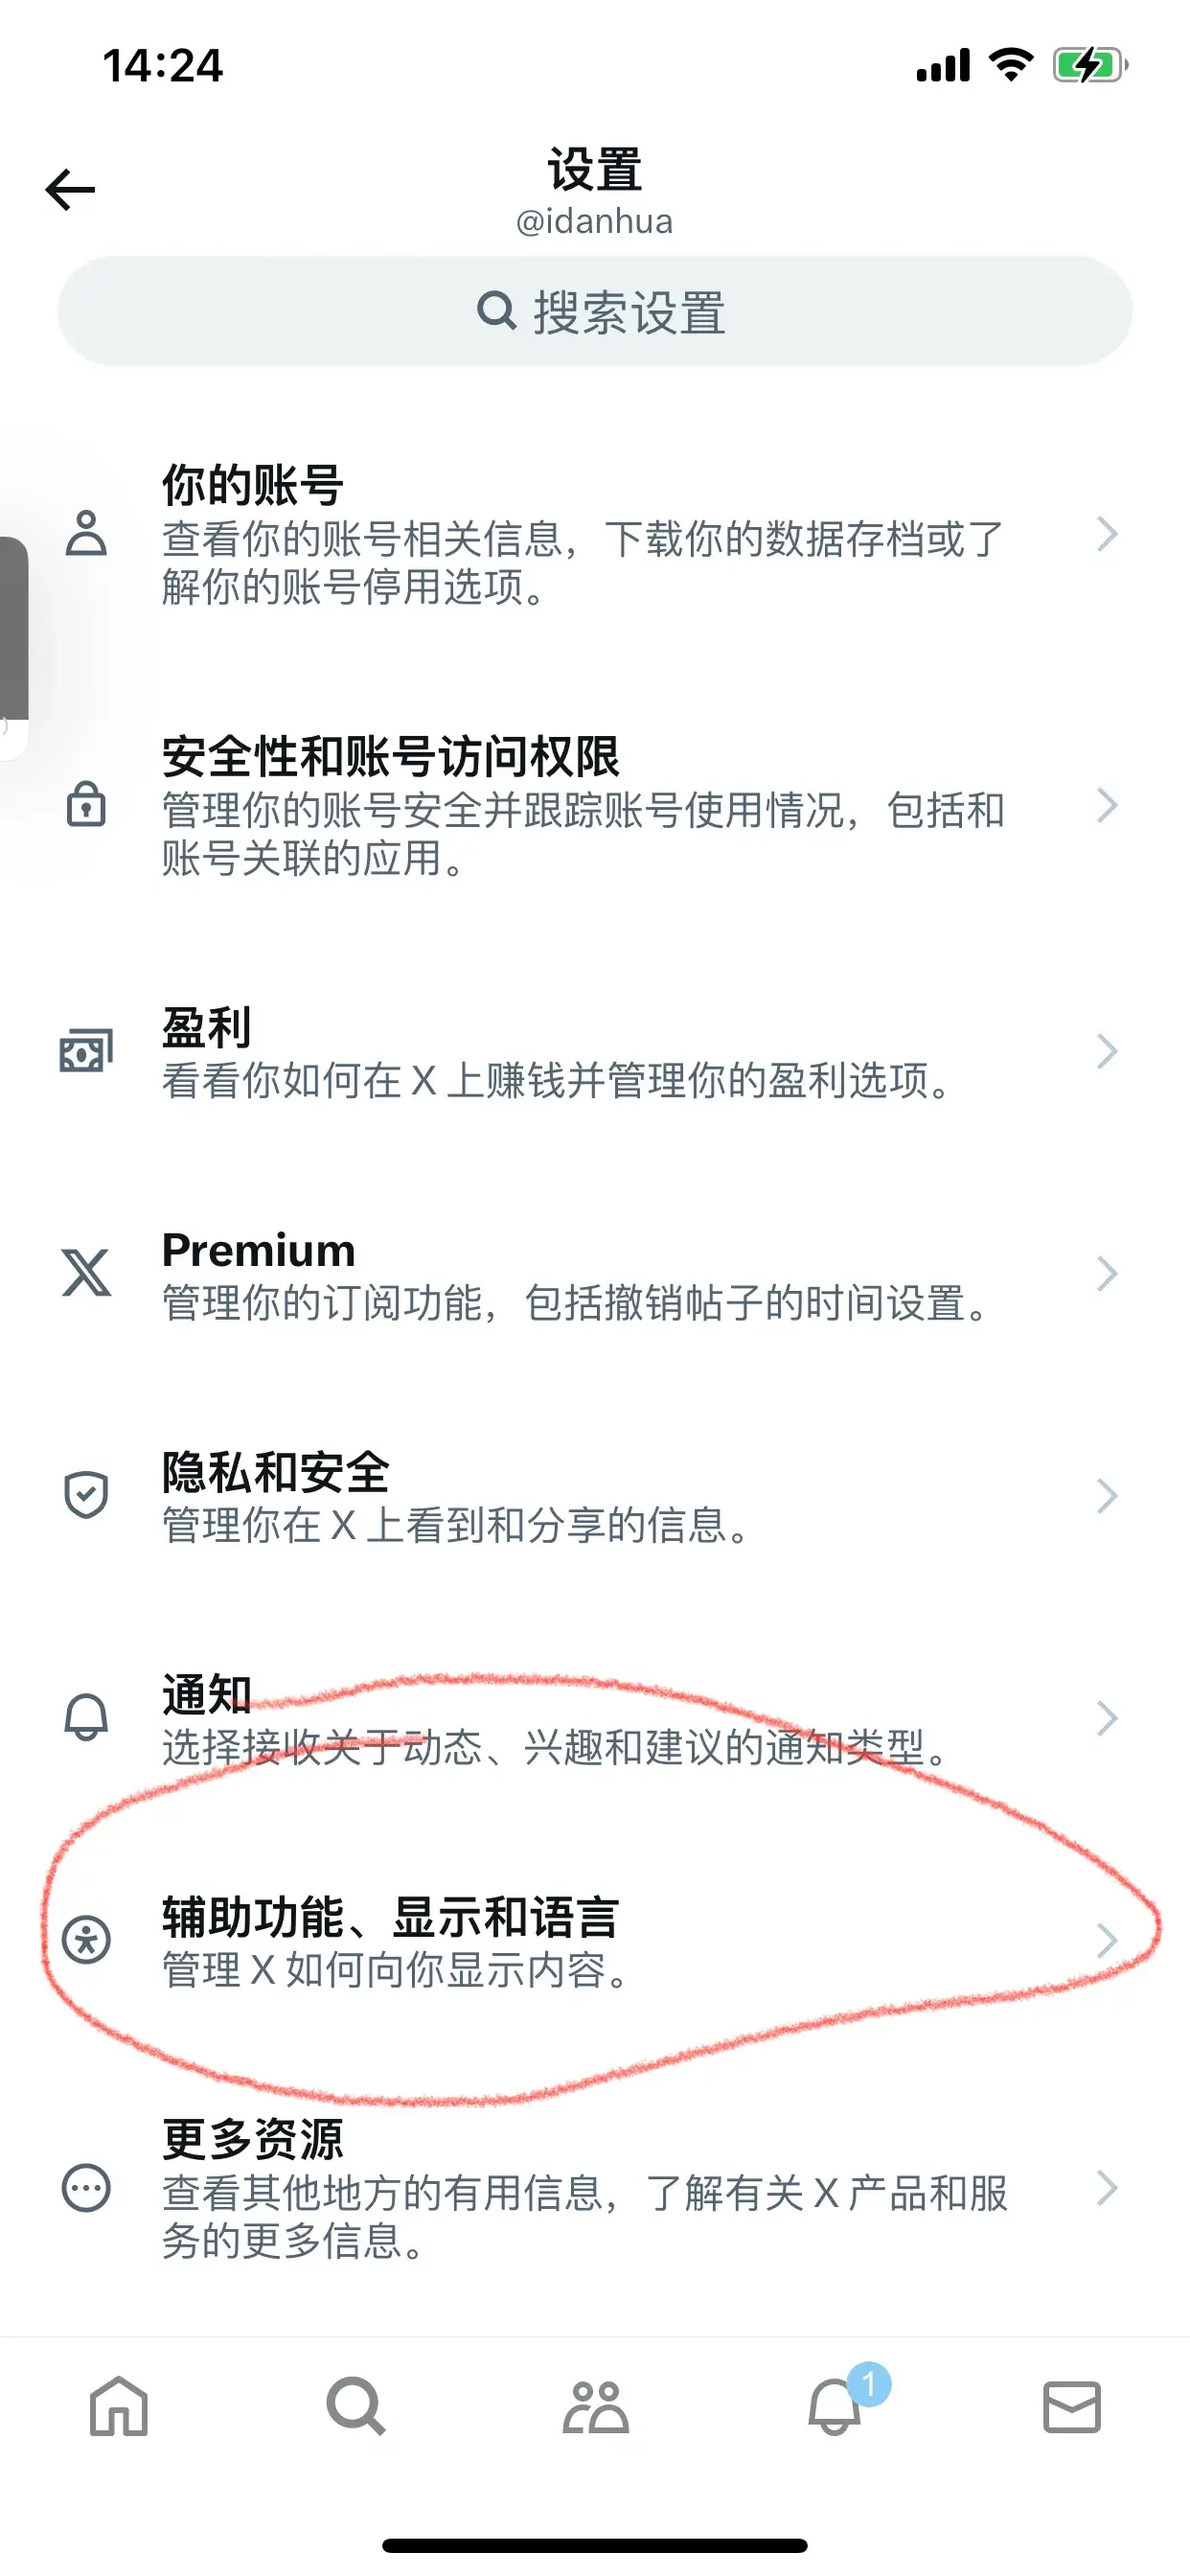 14:24
设置
@idanhua
搜索设置
你的账号
查看你的账号相关信息，下载你的数据存档或了
解你的账号停用选项。
安全性和账号访问权限
管理你的账号安全并跟踪账号使用情况，包括和
账号关联的应用。
盈利
看看你如何在 X 上赚钱并管理你的盈利选项。
Premium
管理你的订阅功能，包括撤销帖子的时间设置。
隐私和安全
管理你在 X 上看到和分享的信息。
通知
选择接收关于动态、兴趣和建议的通知类型。
辅助功能、显示和语言
管理 X 如何向你显示内容。
更多资源
查看其他地方的有用信息，了解有关 X 产品和服
务的更多信息。
1